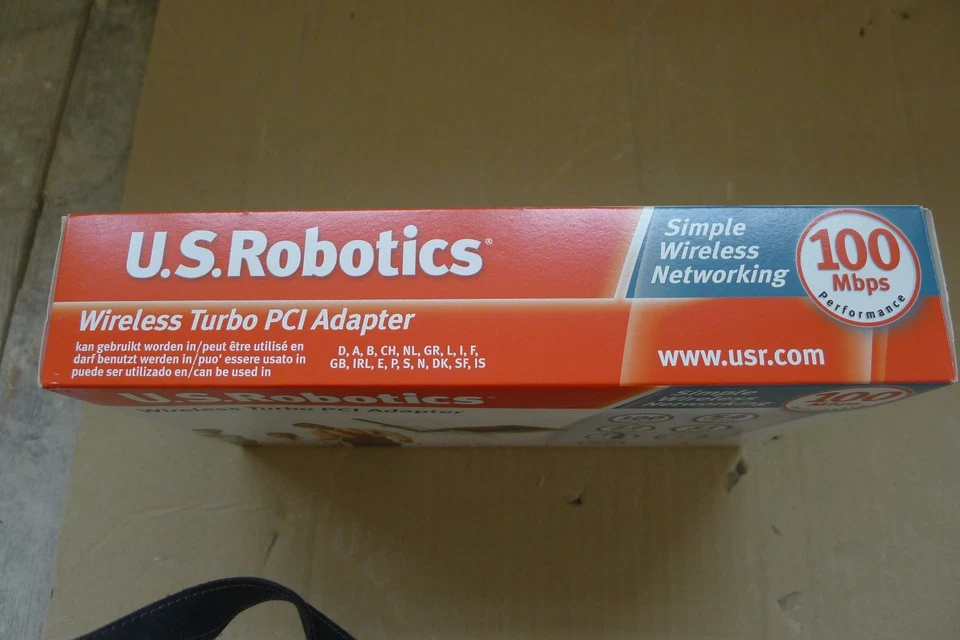 U.S.Robotics®
Simple
Wireless
Networking
100
Mbps
Performance
Wireless Turbo PCI Adapter
kan gebruikt worden in/peut être utilisé en
darf benutzt werden in/puo' essere usato in
puede ser utilizado en/can be used in
D, A, B, CH, NL, GR, L, I, F,
GB, IRL, E, P, S, N, DK, SF, IS
www.usr.com
U.S.Robotics
Simple
100
Wireless Turbo PCI Adapter